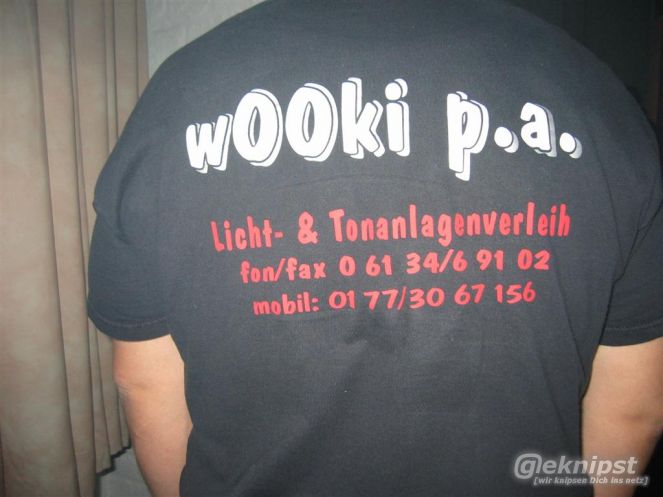 wOOki p.a.
Licht- & Tonanlagenverleih
fon/fax 0 61 34/6 91 02
mobil: 01 77/30 67 156
@eknipst
[wir knipsen Dich ins netz]